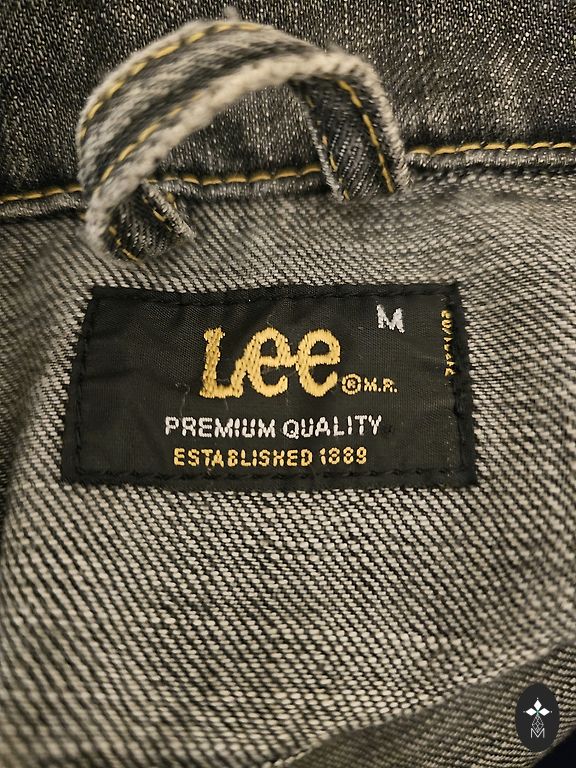 M
Lee ® M.R.
PREMIUM QUALITY
ESTABLISHED 1889
M